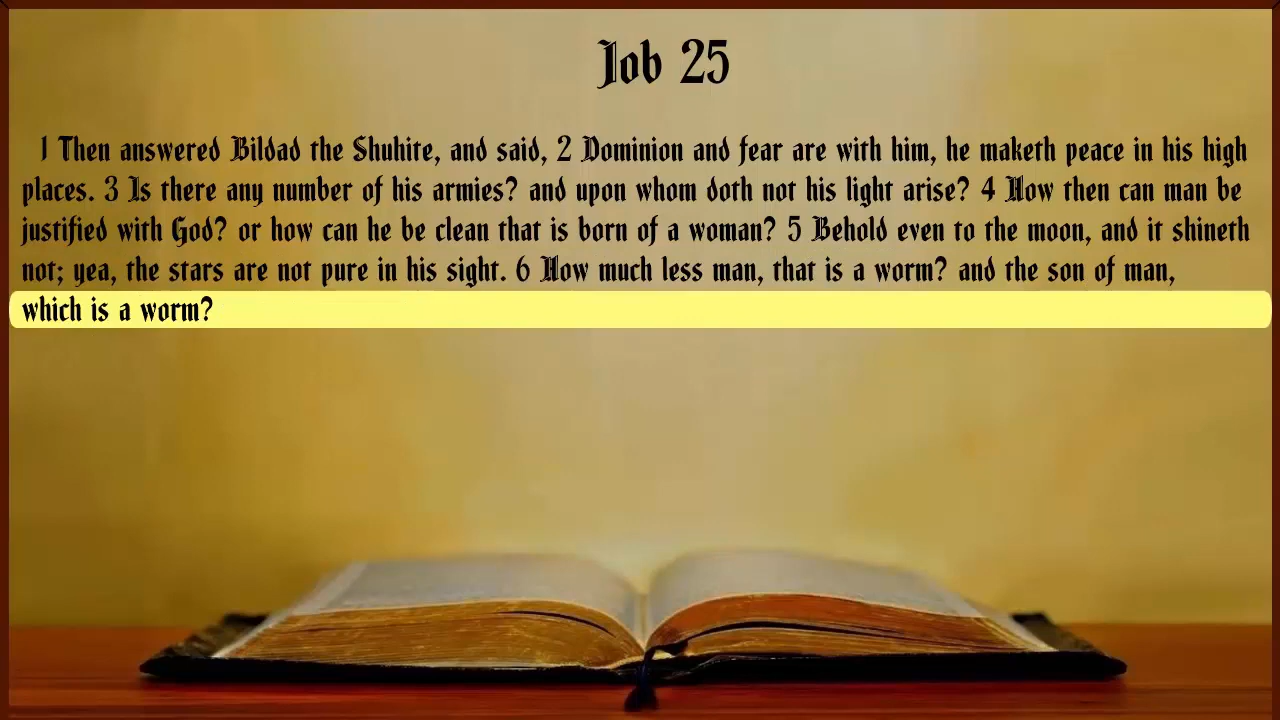 Job 25
1 Then answered Bildad the Shuhite, and said, 2 Dominion and fear are with him, he maketh peace in his high
places. 3 Is there any number of his armies? and upon whom doth not his light arise? 4 How then can man be
justified with God? or how can he be clean that is born of a woman? 5 Behold even to the moon, and it shineth
not; yea, the stars are not pure in his sight. 6 How much less man, that is a worm? and the son of man,
which is a worm?